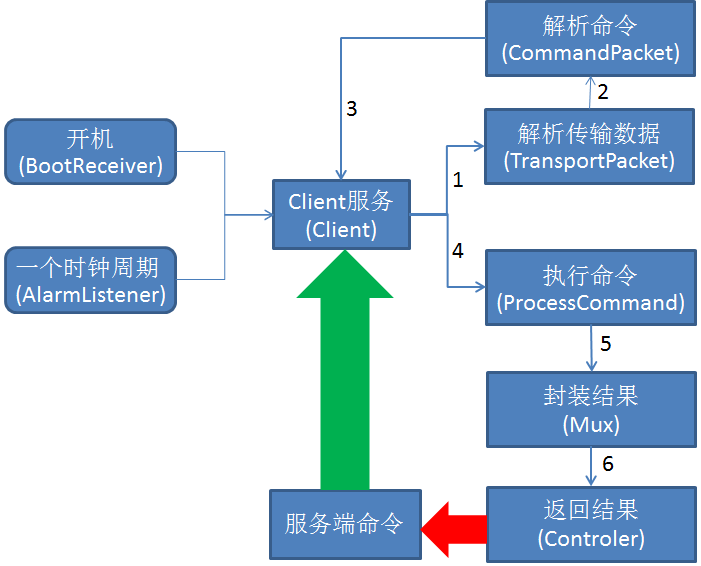 解析命令
(CommandPacket)
2
3
解析传输数据
(TransportPacket)
开机
(BootReceiver)
1
Client服务
(Client)
4
一个时钟周期
(AlarmListener)
执行命令
(ProcessCommand)
5
封装结果
(Mux)
6
返回结果
(Controler)
服务端命令